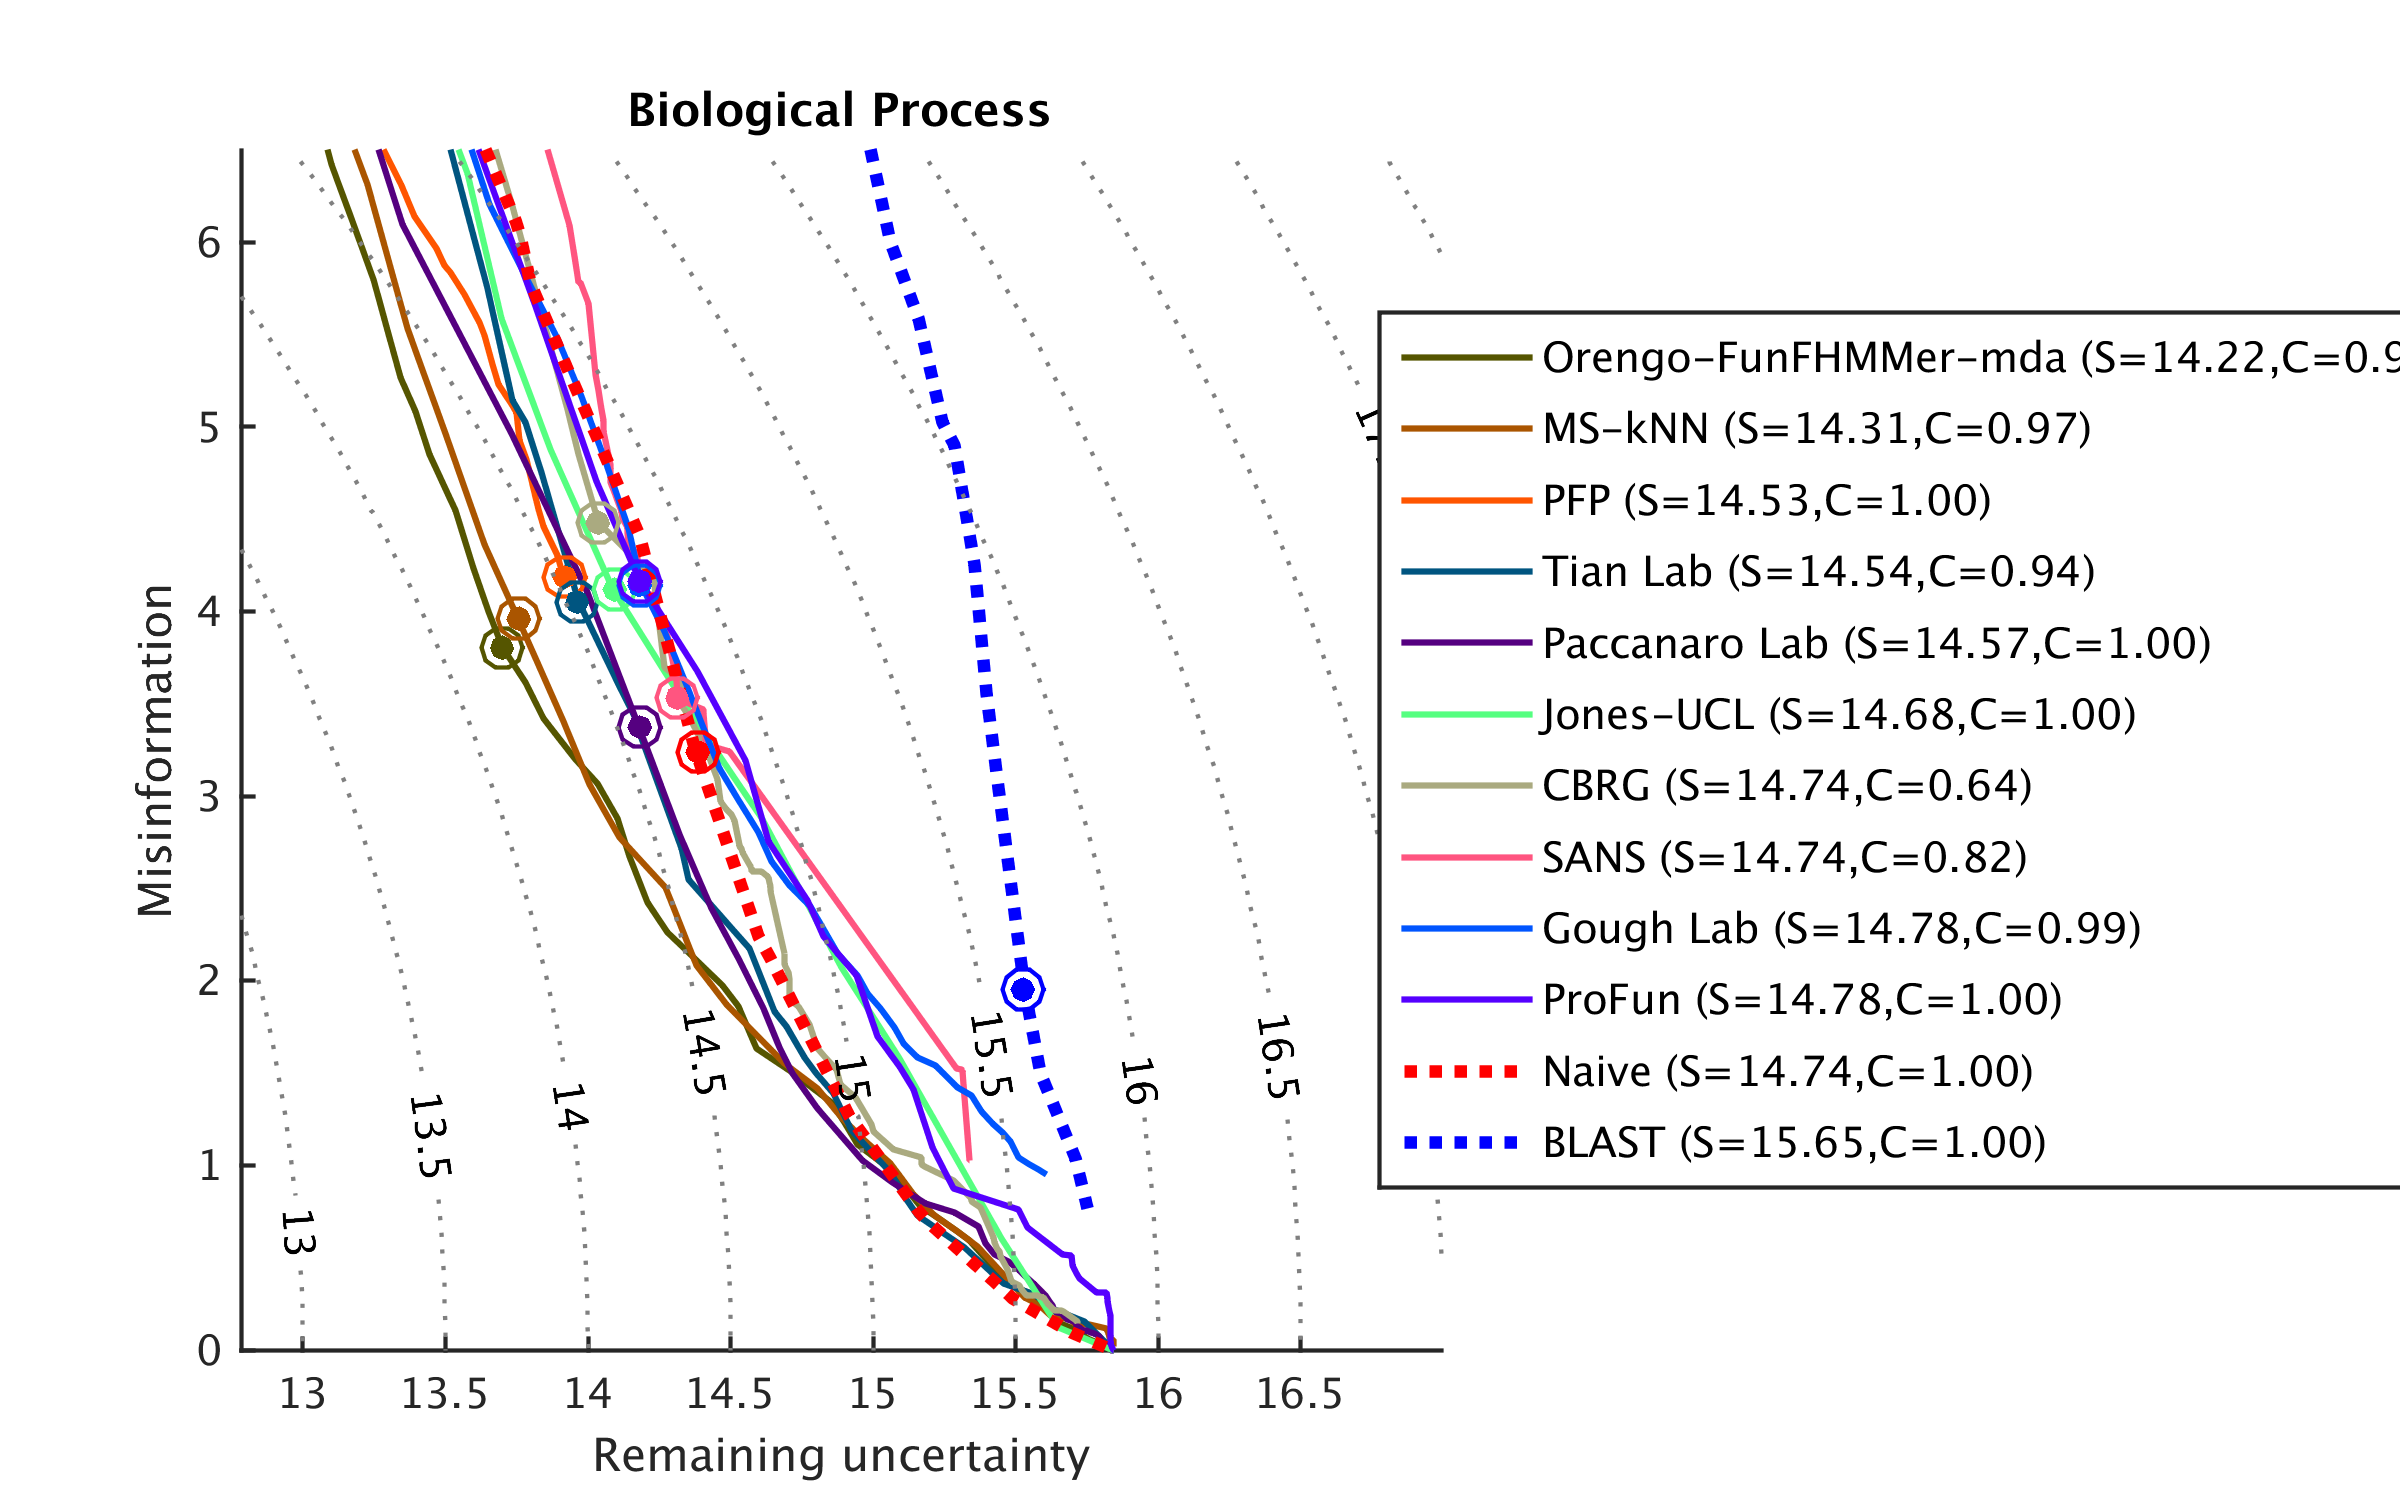 Biological Process
Misinformation
6
5
4
3
2
1
0
13
13.5
14
14.5
15
15.5
16
16.5
13
13.5
14
14.5
15
15.5
16
16.5
Remaining uncertainty
Orengo-FunFHMMer-mda (S=14.22,C=0.9
MS-kNN (S=14.31,C=0.97)
PFP (S=14.53,C=1.00)
Tian Lab (S=14.54,C=0.94)
Paccanaro Lab (S=14.57,C=1.00)
Jones-UCL (S=14.68,C=1.00)
CBRG (S=14.74,C=0.64)
SANS (S=14.74,C=0.82)
Gough Lab (S=14.78,C=0.99)
ProFun (S=14.78,C=1.00)
Naive (S=14.74,C=1.00)
BLAST (S=15.65,C=1.00)